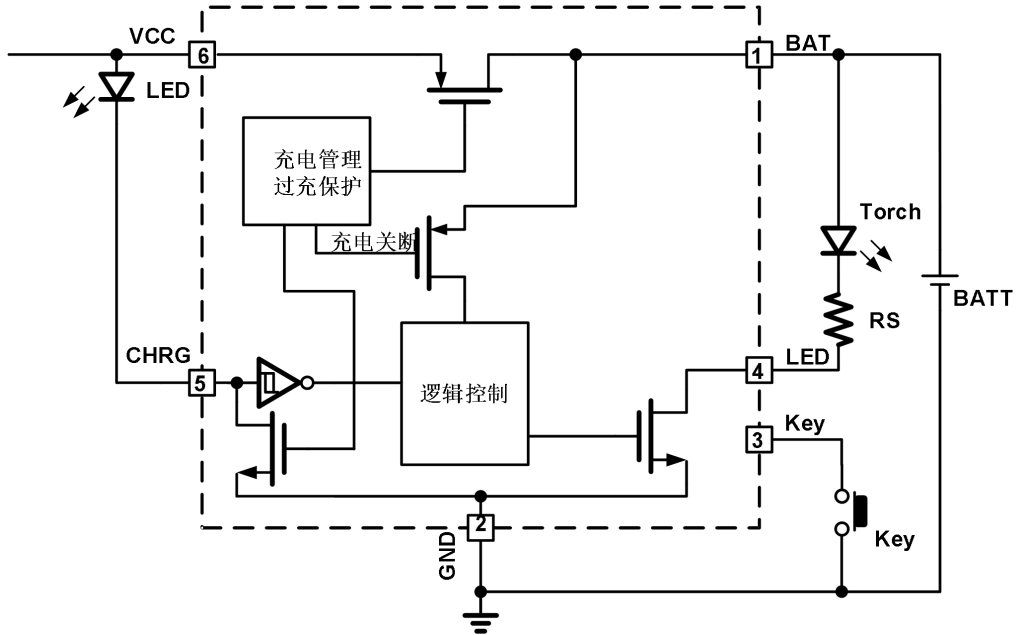 VCC
6
1
BAT
LED
充电管理
过充保护
Torch
充电关断
BATT
RS
CHRG
5
LED
4
逻辑控制
Key
3
2
GND
Key